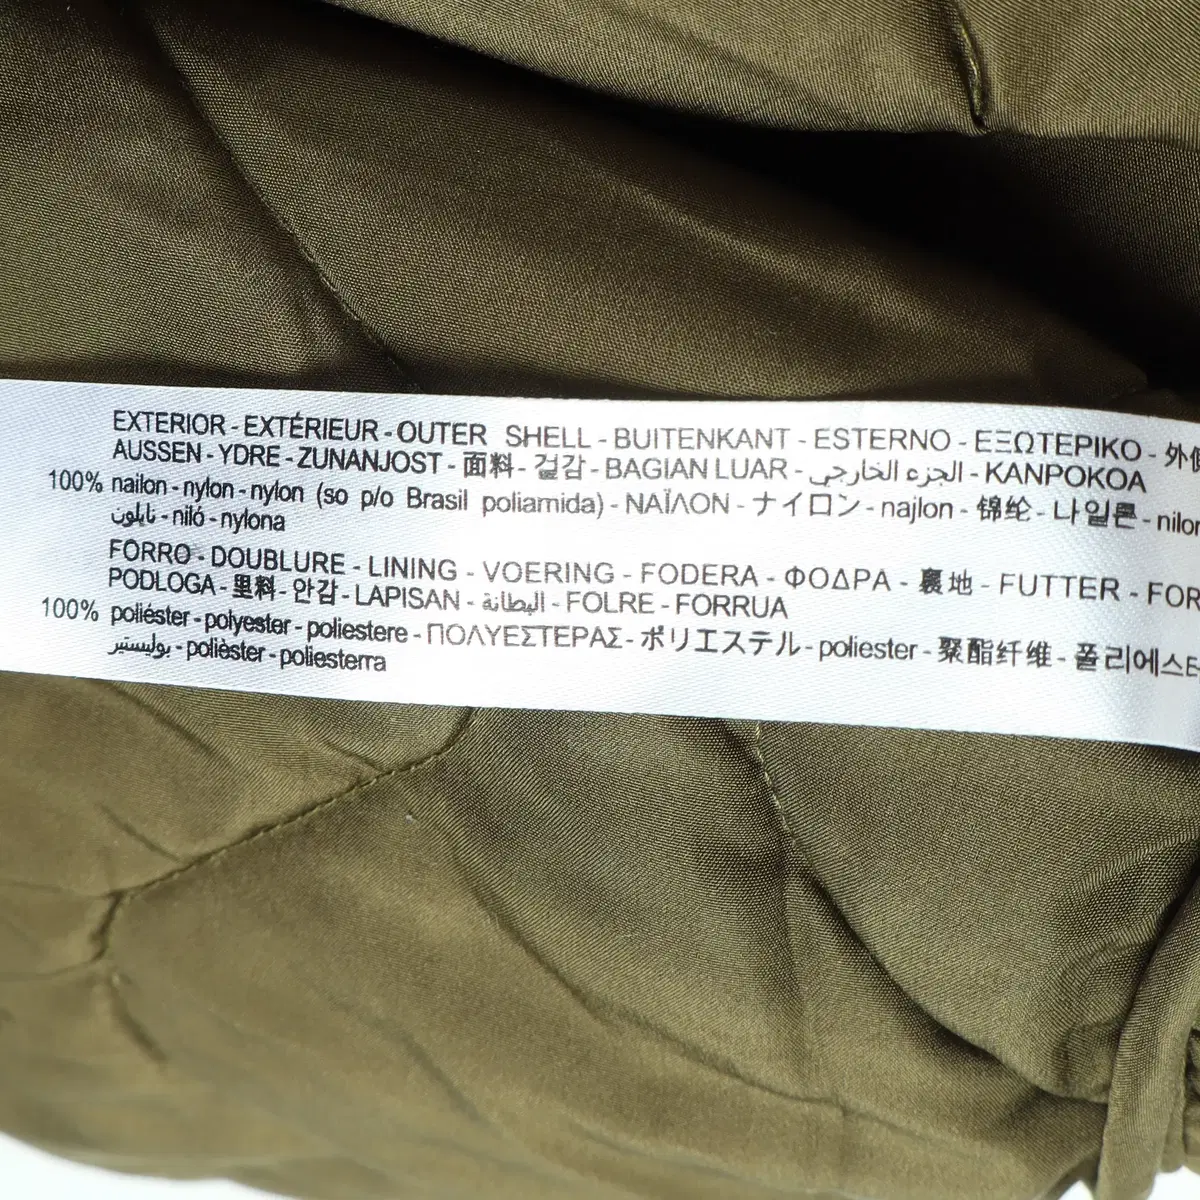 EXTERIOR - EXTÉRIEUR - OUTER SHELL - BUITENKANT - ESTERNO - ΕΞΩΤΕΡΙΚΟ - 外
AUSSEN - YDRE - ZUNANJOST - 面料 - 겉감 - BAGIAN LUAR - الجزء الخارجي - KANPOKOA
100% nailon - nylon - nylon (so p/o Brasil poliamida) - ΝΑΪΛΟΝ - ナイロン - najlon - 锦纶 - 나일론 - nilon
نايلون - niló - nylona
FORRO - DOUBLURE - LINING - VOERING - FODERA - ΦΟΔΡΑ - 裏地 - FUTTER - FOR
PODLOGA - 里料 - 안감 - LAPISAN - البطانة - FOLRE - FORRUA
100% poliéster - polyester - poliestere - ΠΟΛΥΕΣΤΕΡΑΣ - ポリエステル - poliester - 聚酯纤维 - 폴리에스테
بوليستير - polièster - poliesterra